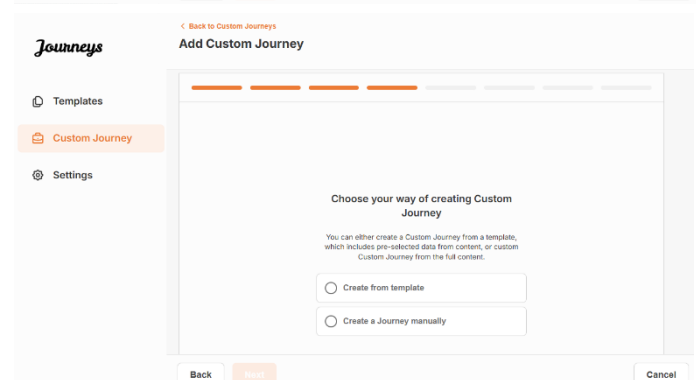 < Back to Custom Journeys
Journeys
Add Custom Journey
Templates
Custom Journey
Settings
Choose your way of creating Custom
Journey
You can either create a Custom Journey from a template,
which includes pre-selected data from content, or custom
Custom Journey from the full content.
Create from template
Create a Journey manually
Back
Next
Cancel